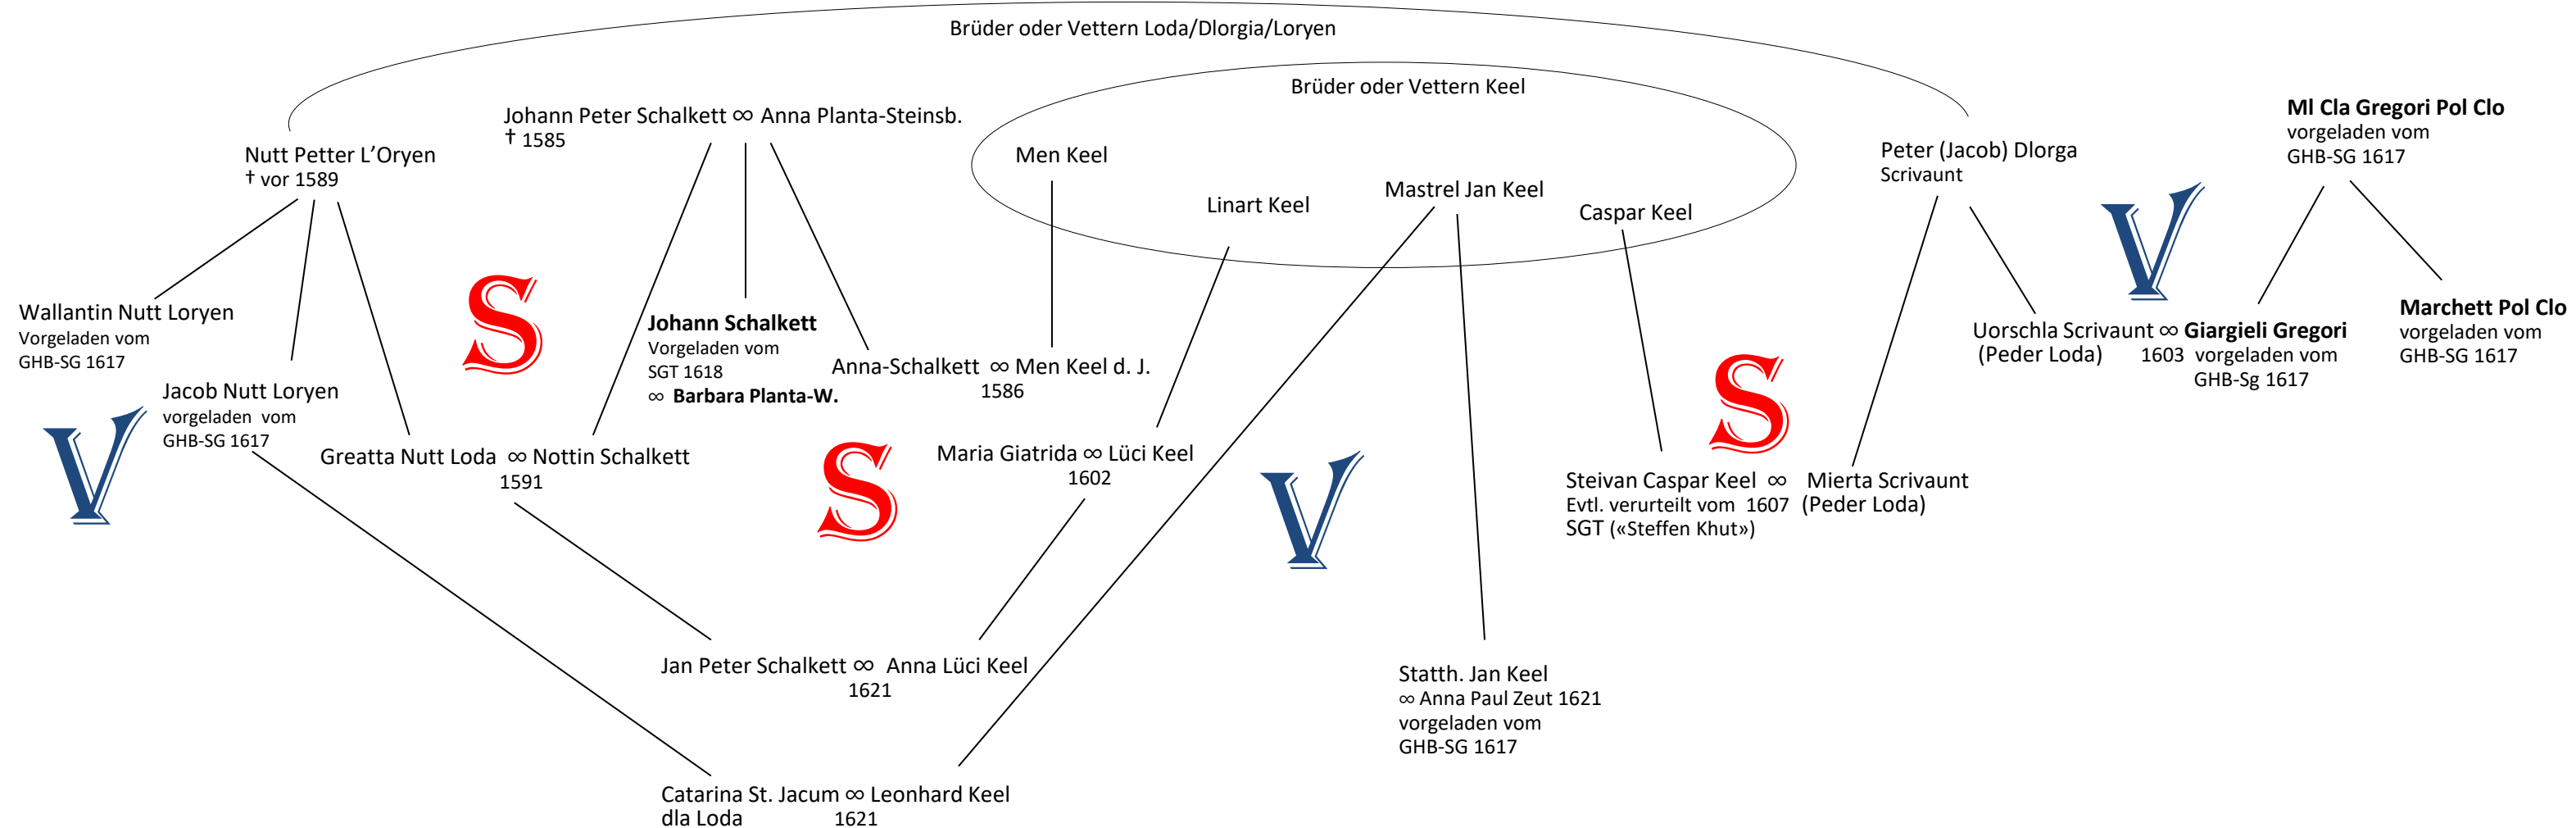 Brüder oder Vettern Loda/Dlorgia/Loryen
Brüder oder Vettern Keel
Johann Peter Schalkett ∞ Anna Planta-Steinsb.
† 1585
Nutt Petter L’Oryen
† vor 1589
Men Keel
Linart Keel
Mastrel Jan Keel
Caspar Keel
Peter (Jacob) Dlorga
Scrivaunt
Ml Cla Gregori Pol Clo
vorgeladen vom
GHB-SG 1617
Wallantin Nutt Loryen
Vorgeladen vom
GHB-SG 1617
S
Johann Schalkett
Vorgeladen vom
SGT 1618
∞ Barbara Planta-W.
Anna-Schalkett ∞ Men Keel d. J.
1586
V
Uorschla Scrivaunt ∞ Giargieli Gregori
(Peder Loda) 1603 vorgeladen vom
GHB-Sg 1617
Marchett Pol Clo
vorgeladen vom
GHB-SG 1617
V
Jacob Nutt Loryen
vorgeladen vom
GHB-SG 1617
Greatta Nutt Loda ∞ Nottin Schalkett
1591
S
Maria Giatrida ∞ Lüci Keel
1602
V
S
Steivan Caspar Keel ∞ Mierta Scrivaunt
Evtl. verurteilt vom 1607 (Peder Loda)
SGT («Steffen Khut»)
Jan Peter Schalkett ∞ Anna Lüci Keel
1621
Statth. Jan Keel
∞ Anna Paul Zeut 1621
vorgeladen vom
GHB-SG 1617
Catarina St. Jacum ∞ Leonhard Keel
dla Loda 1621